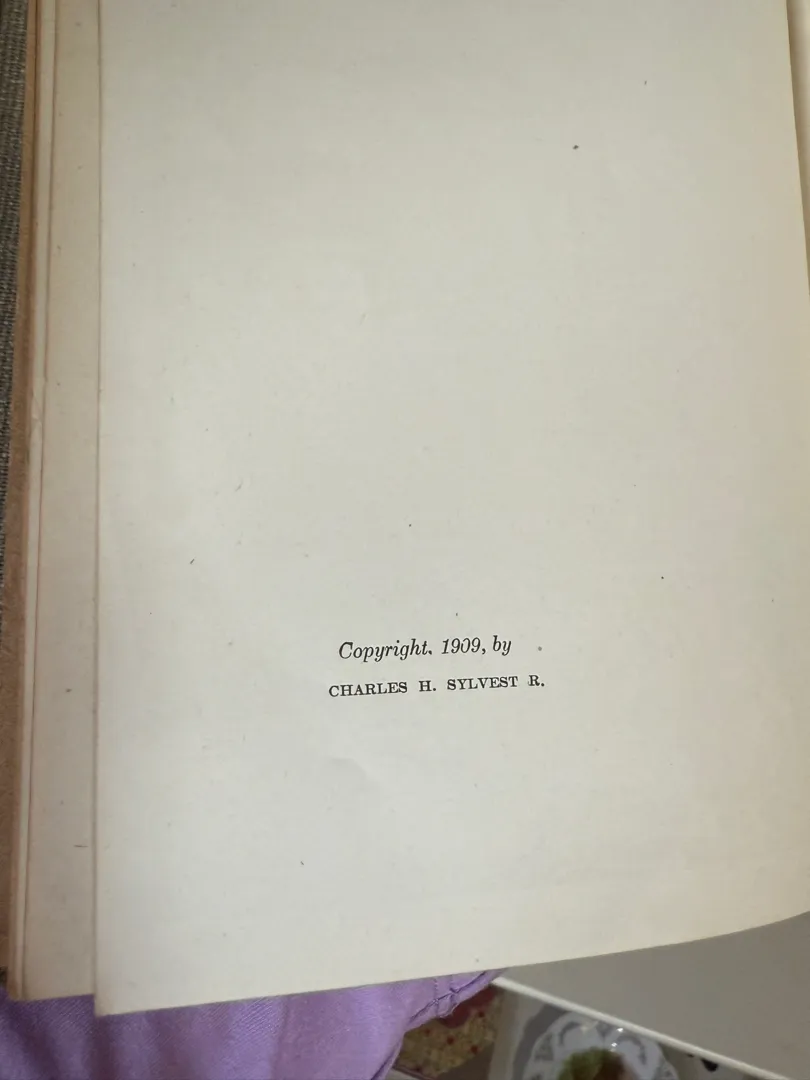 Copyright. 1909, by
CHARLES H. SYLVEST R.